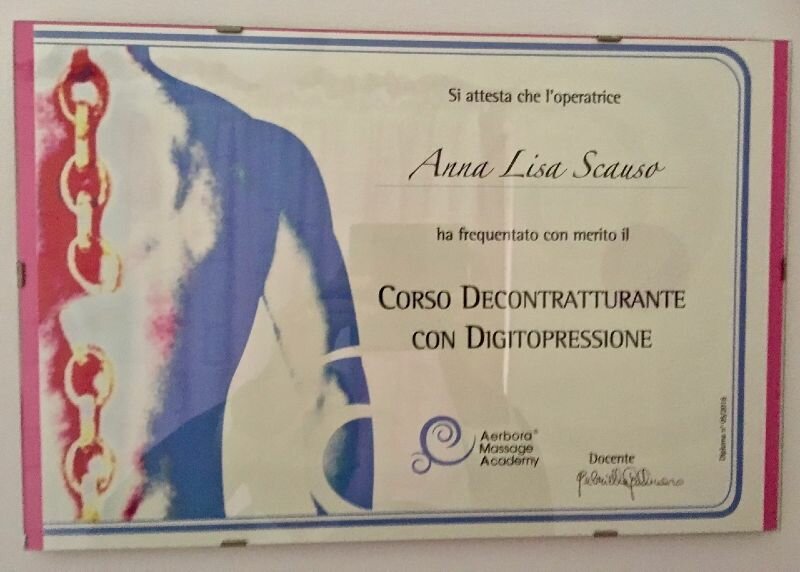 Si attesta che l'operatrice
Anna Lisa Scauso
ha frequentato con merito il
CORSO DECONTRATTURANTE
CON DIGITOPRESSIONE
Aerbora®
Massage
Academy
Docente